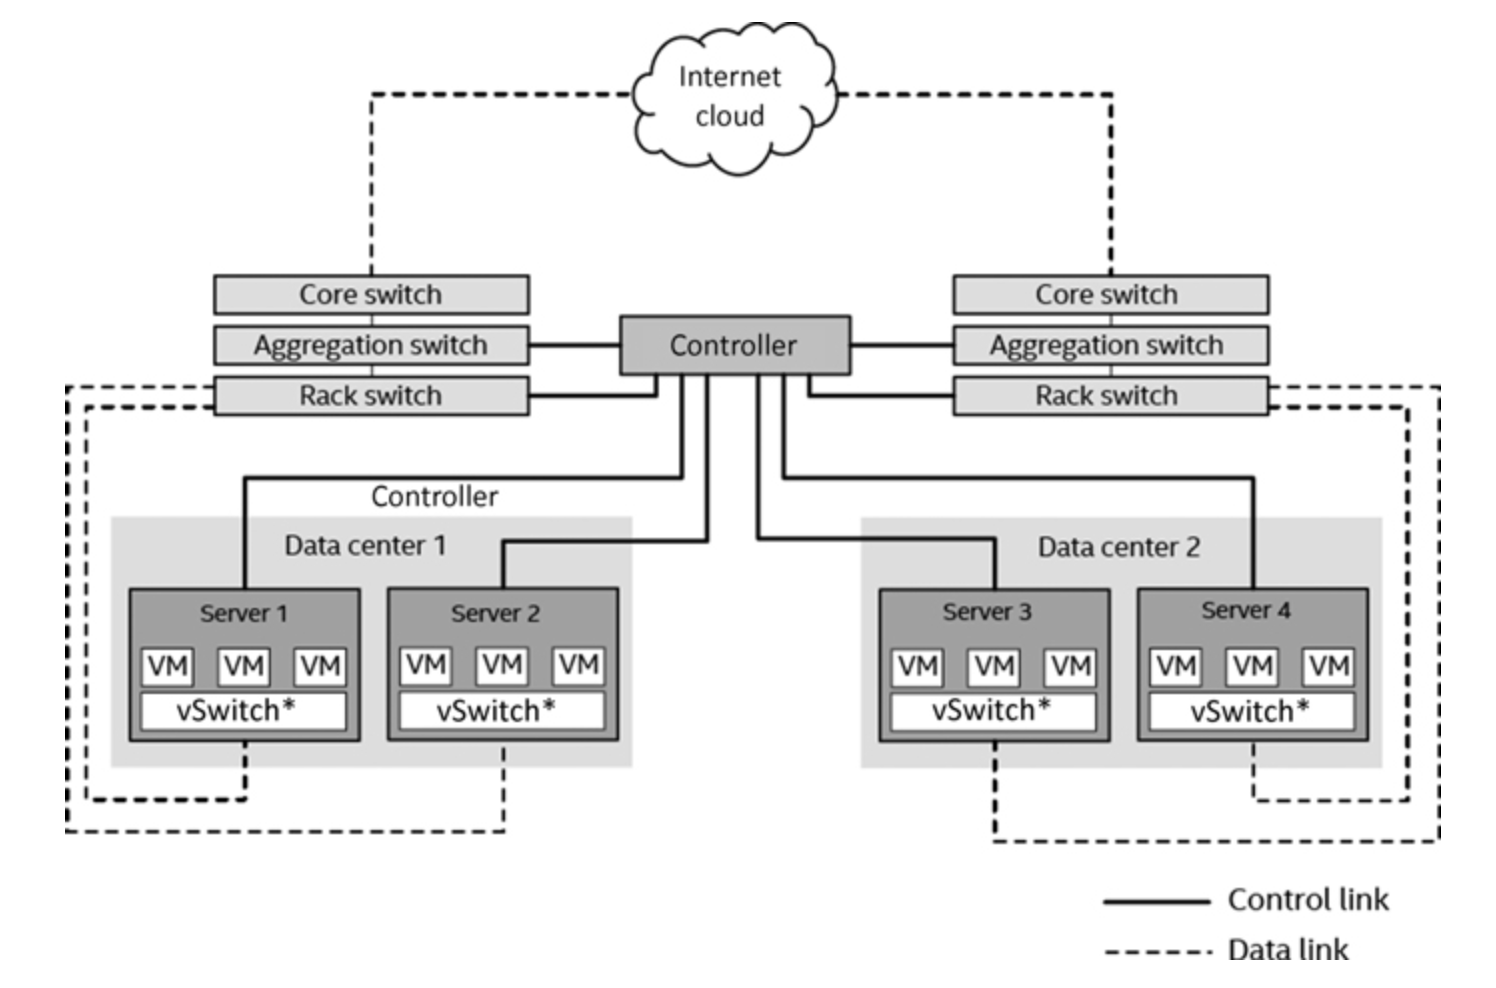 Internet
cloud
Core switch
Core switch
Aggregation switch
Controller
Aggregation switch
Rack switch
Rack switch
Controller
Data center 1
Data center 2
Server 1
Server 2
Server 3
Server 4
VM VM VM
VM VM VM
VM VM VM
VM VM VM
vSwitch*
vSwitch*
vSwitch*
vSwitch*
Control link
Data link